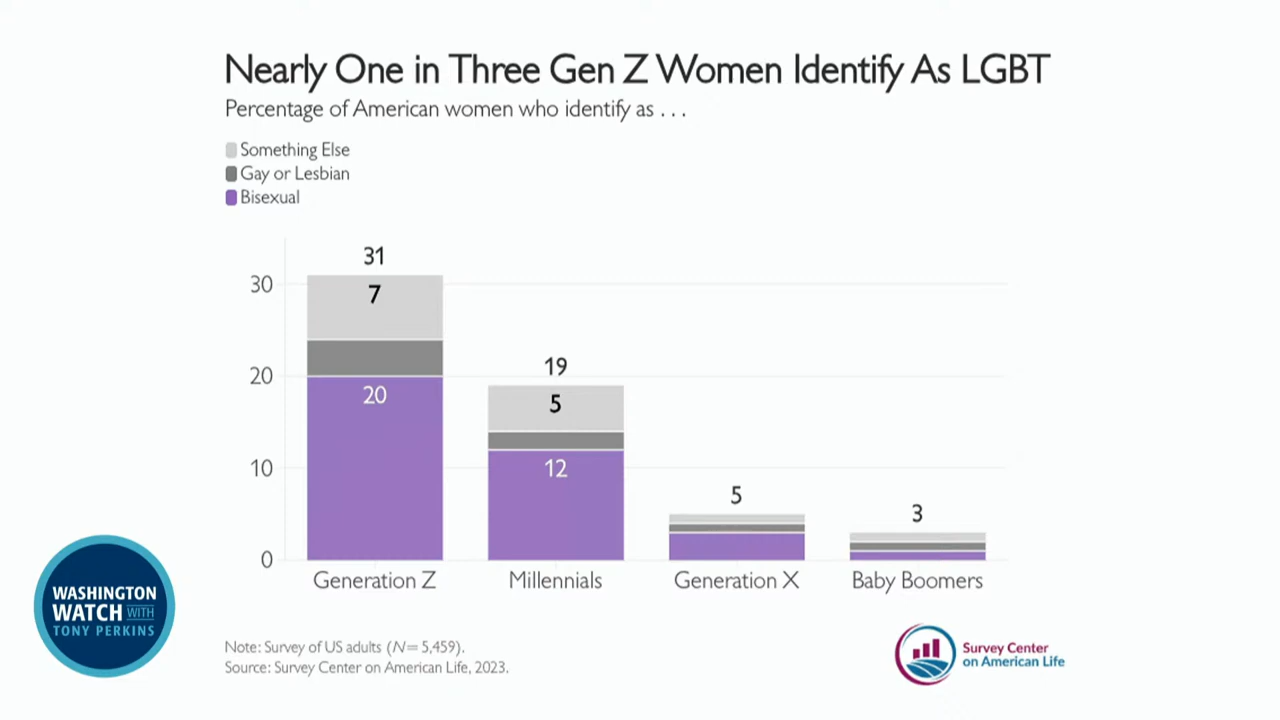 Nearly One in Three Gen Z Women Identify As LGBT
Percentage of American women who identify as . . .
Something Else
Gay or Lesbian
Bisexual
31
30
7
20
20
19
5
12
10
5
3
0
Generation Z
Millennials
Generation X
Baby Boomers
WASHINGTON
WATCH WITH
TONY PERKINS
Note: Survey of US adults (N= 5,459).
Source: Survey Center on American Life, 2023.
Survey Center
on American Life